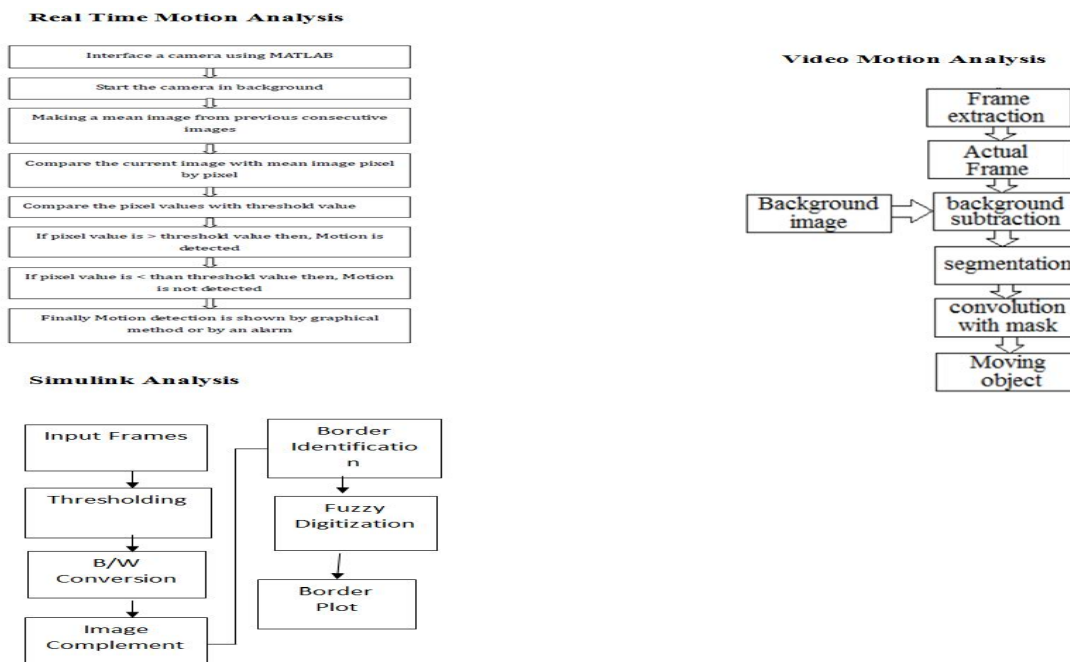 Real Time Motion Analysis
Interface a camera using MATLAB
Start the camera in background
Making a mean image from previous consecutive
images
Compare the current image with mean image pixel
by pixel
Compare the pixel values with threshold value
If pixel value is > threshold value then, Motion is
detected
If pixel value is < than threshold value then, Motion
is not detected
Finally Motion detection is shown by graphical
method or by an alarm
Video Motion Analysis
Frame
extraction
Actual
Frame
Background
image
background
subtraction
segmentation
convolution
with mask
Moving
object
Simulink Analysis
Input Frames
Thresholding
B/W
Conversion
Image
Complement
Border
Identificatio
n
Fuzzy
Digitization
Border
Plot